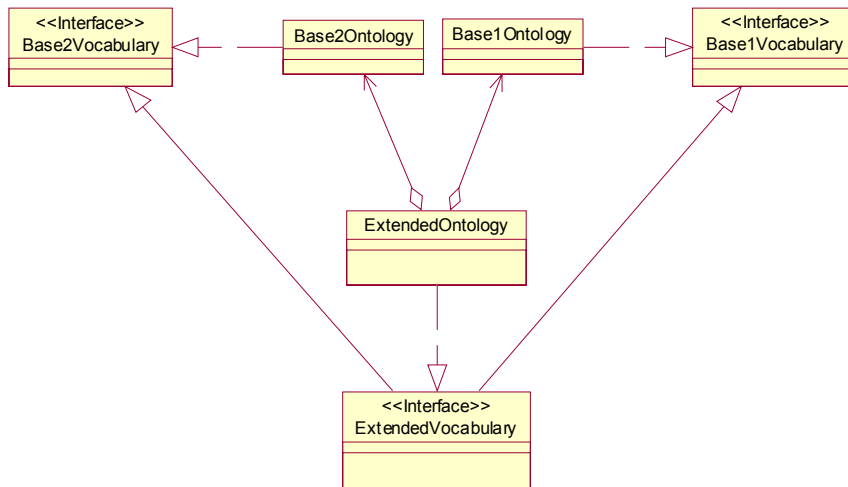 <<Interface>>
Base2Vocabulary
Base2Ontology
Base1Ontology
<<Interface>>
Base1Vocabulary
ExtendedOntology
<<Interface>>
ExtendedVocabulary